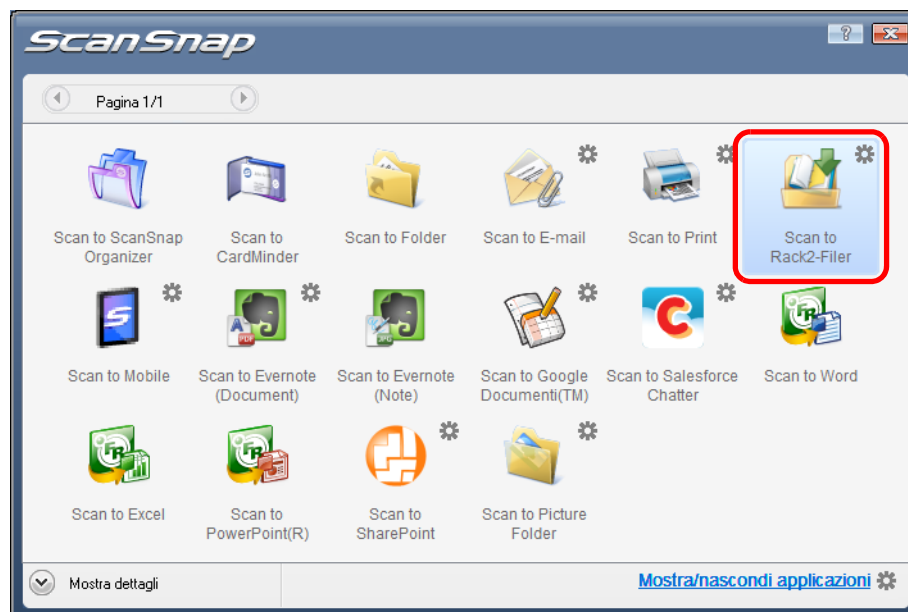 ScanSnap
?
Pagina 1/1
Scan to ScanSnap
Organizer
Scan to
CardMinder
Scan to Folder
Scan to E-mail
Scan to Print
Scan to
Rack2-Filer
Scan to Mobile
Scan to Evernote
(Document)
Scan to Evernote
(Note)
Scan to Google
Documenti(TM)
Scan to Salesforce
Chatter
Scan to Word
Scan to Excel
Scan to
PowerPoint(R)
Scan to
SharePoint
Scan to Picture
Folder
Mostra dettagli
Mostra/nascondi applicazioni